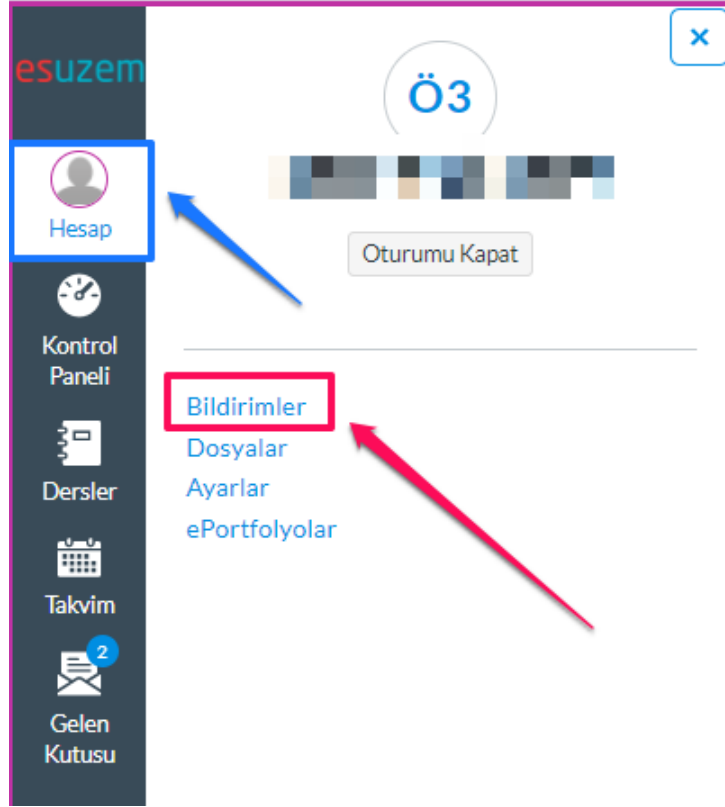 esuzem
Hesap
Kontrol
Paneli
Dersler
Takvim
2
Gelen
Kutusu
×
Ö3
Oturumu Kapat
Bildirimler
Dosyalar
Ayarlar
ePortfolyolar